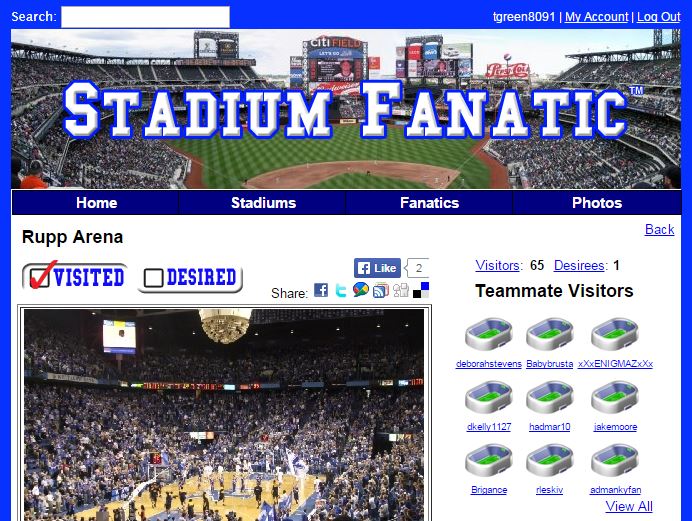 Search:
tgreen8091 | My Account | Log Out
CITI FIELD
Budweiser
PEPSI-COLA
STADIUM FANATIC™
Home Stadiums Fanatics Photos
Back
Rupp Arena
VISITED DESIRED
Like 2
Share:
Visitors: 65 Desirees: 1
Teammate Visitors
deborahstevens Babybrusta xXxENIGMAZxXx
dkelly1127 hadmar10 jakemoore
Brigance rleskiv admankyfan
View All